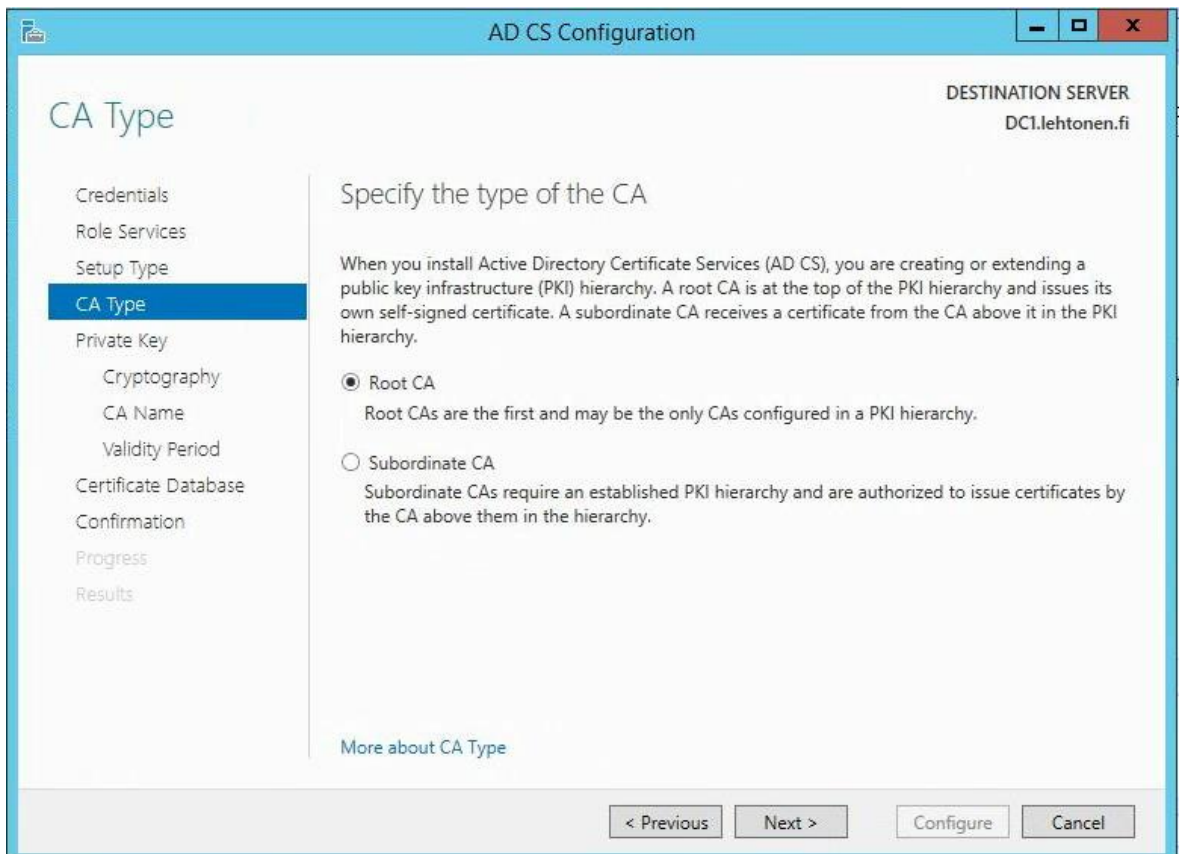 AD CS Configuration
CA Type
DESTINATION SERVER
DC1.lehtonen.fi
Credentials
Role Services
Setup Type
CA Type
Private Key
Cryptography
CA Name
Validity Period
Certificate Database
Confirmation
Progress
Results
Specify the type of the CA
When you install Active Directory Certificate Services (AD CS), you are creating or extending a
public key infrastructure (PKI) hierarchy. A root CA is at the top of the PKI hierarchy and issues its
own self-signed certificate. A subordinate CA receives a certificate from the CA above it in the PKI
hierarchy.
Root CA
Root CAs are the first and may be the only CAs configured in a PKI hierarchy.
Subordinate CA
Subordinate CAs require an established PKI hierarchy and are authorized to issue certificates by
the CA above them in the hierarchy.
More about CA Type
< Previous
Next >
Configure
Cancel